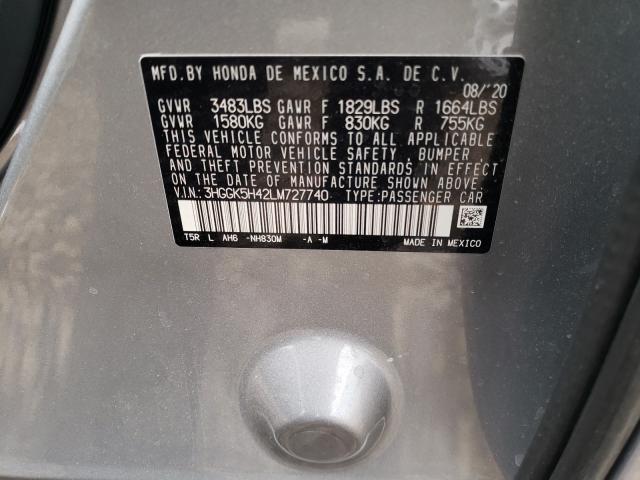 MFD.BY HONDA DE MEXICO S.A. DE C.V.
08/'20
GVWR 3483LBS GAWR F 1829LBS R 1664LBS
GVWR 1580KG GAWR F 830KG R 755KG
THIS VEHICLE CONFORMS TO ALL APPLICABLE
FEDERAL MOTOR VEHICLE SAFETY , BUMPER ,
AND THEFT PREVENTION STANDARDS IN EFFECT
ON THE DATE OF MANUFACTURE SHOWN ABOVE.
V.I.N.: 3HGGK5H42LM727740 TYPE:PASSENGER CAR
T5R L AH6 -NH830M -A -M MADE IN MEXICO